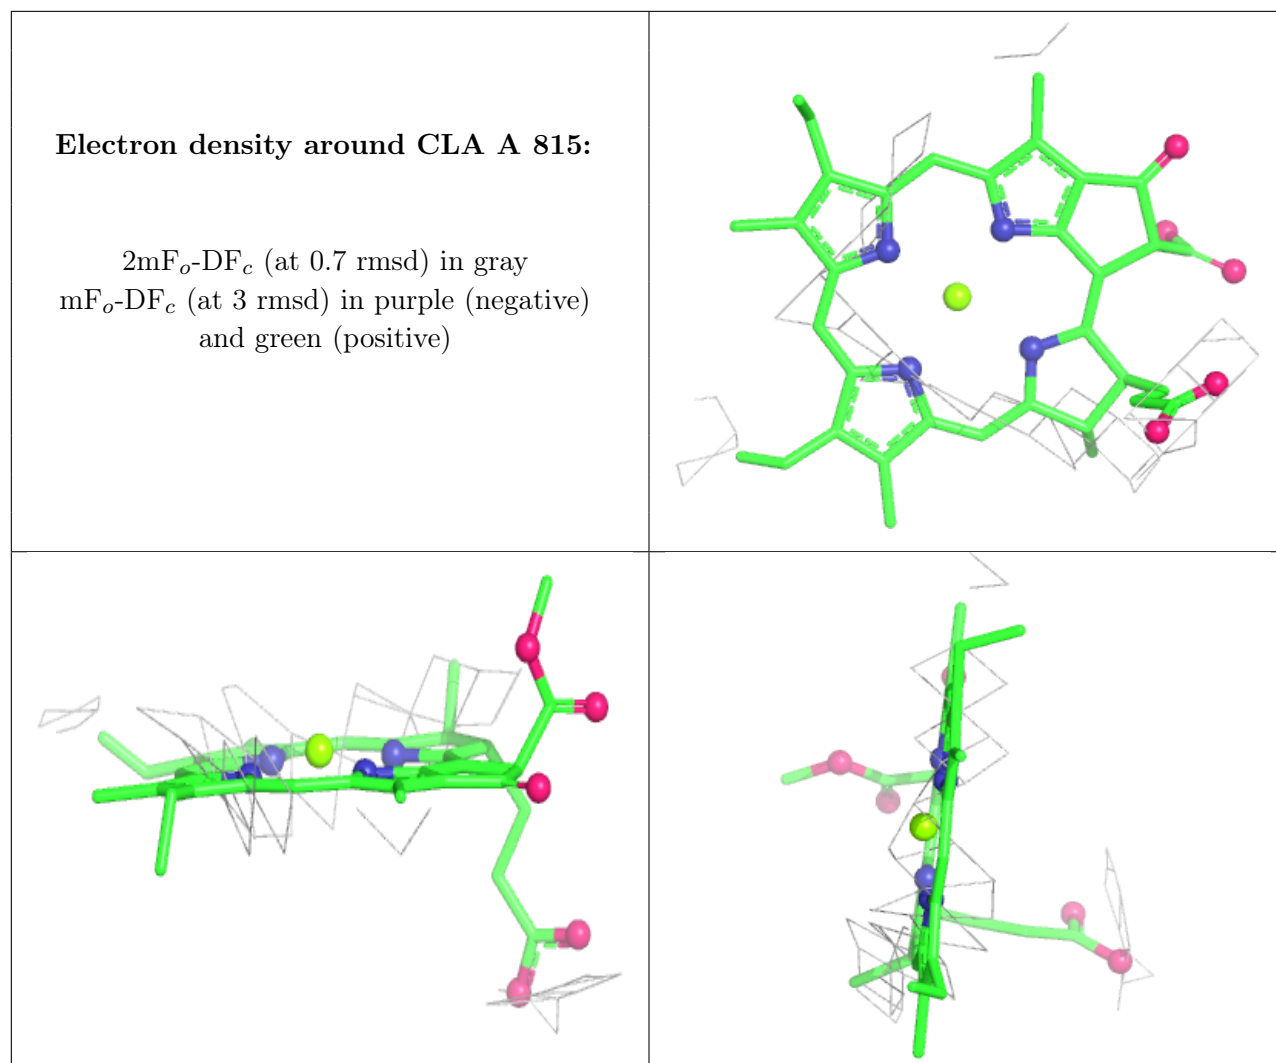 Electron density around CLA A 815:
2mFo-DFc (at 0.7 rmsd) in gray
mFo-DFc (at 3 rmsd) in purple (negative)
and green (positive)